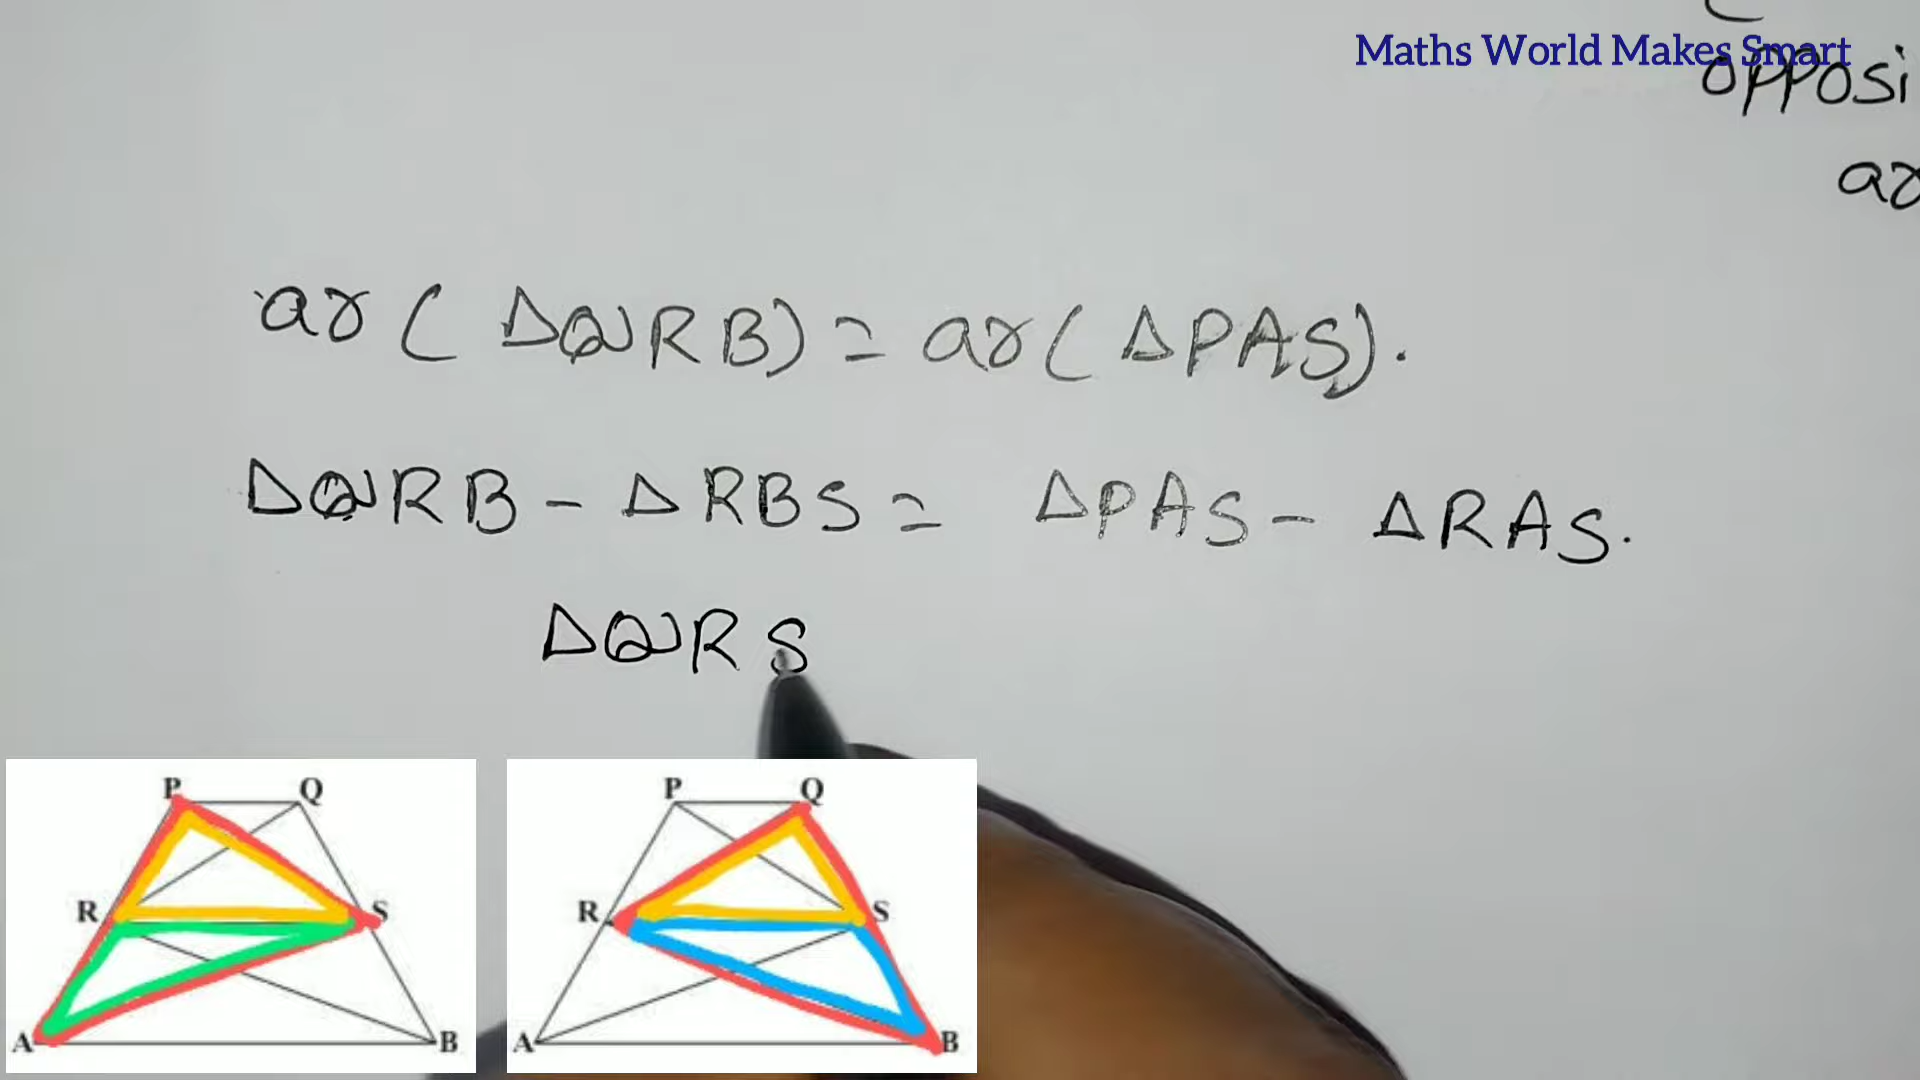 Maths World Makes Smart
opposi
ar
ar (ΔQRB) = ar (ΔPAS).
ΔQRB - ΔRBS = ΔPAS - ΔRAS.
ΔQRS
P Q
R S
A B
P Q
R S
A B